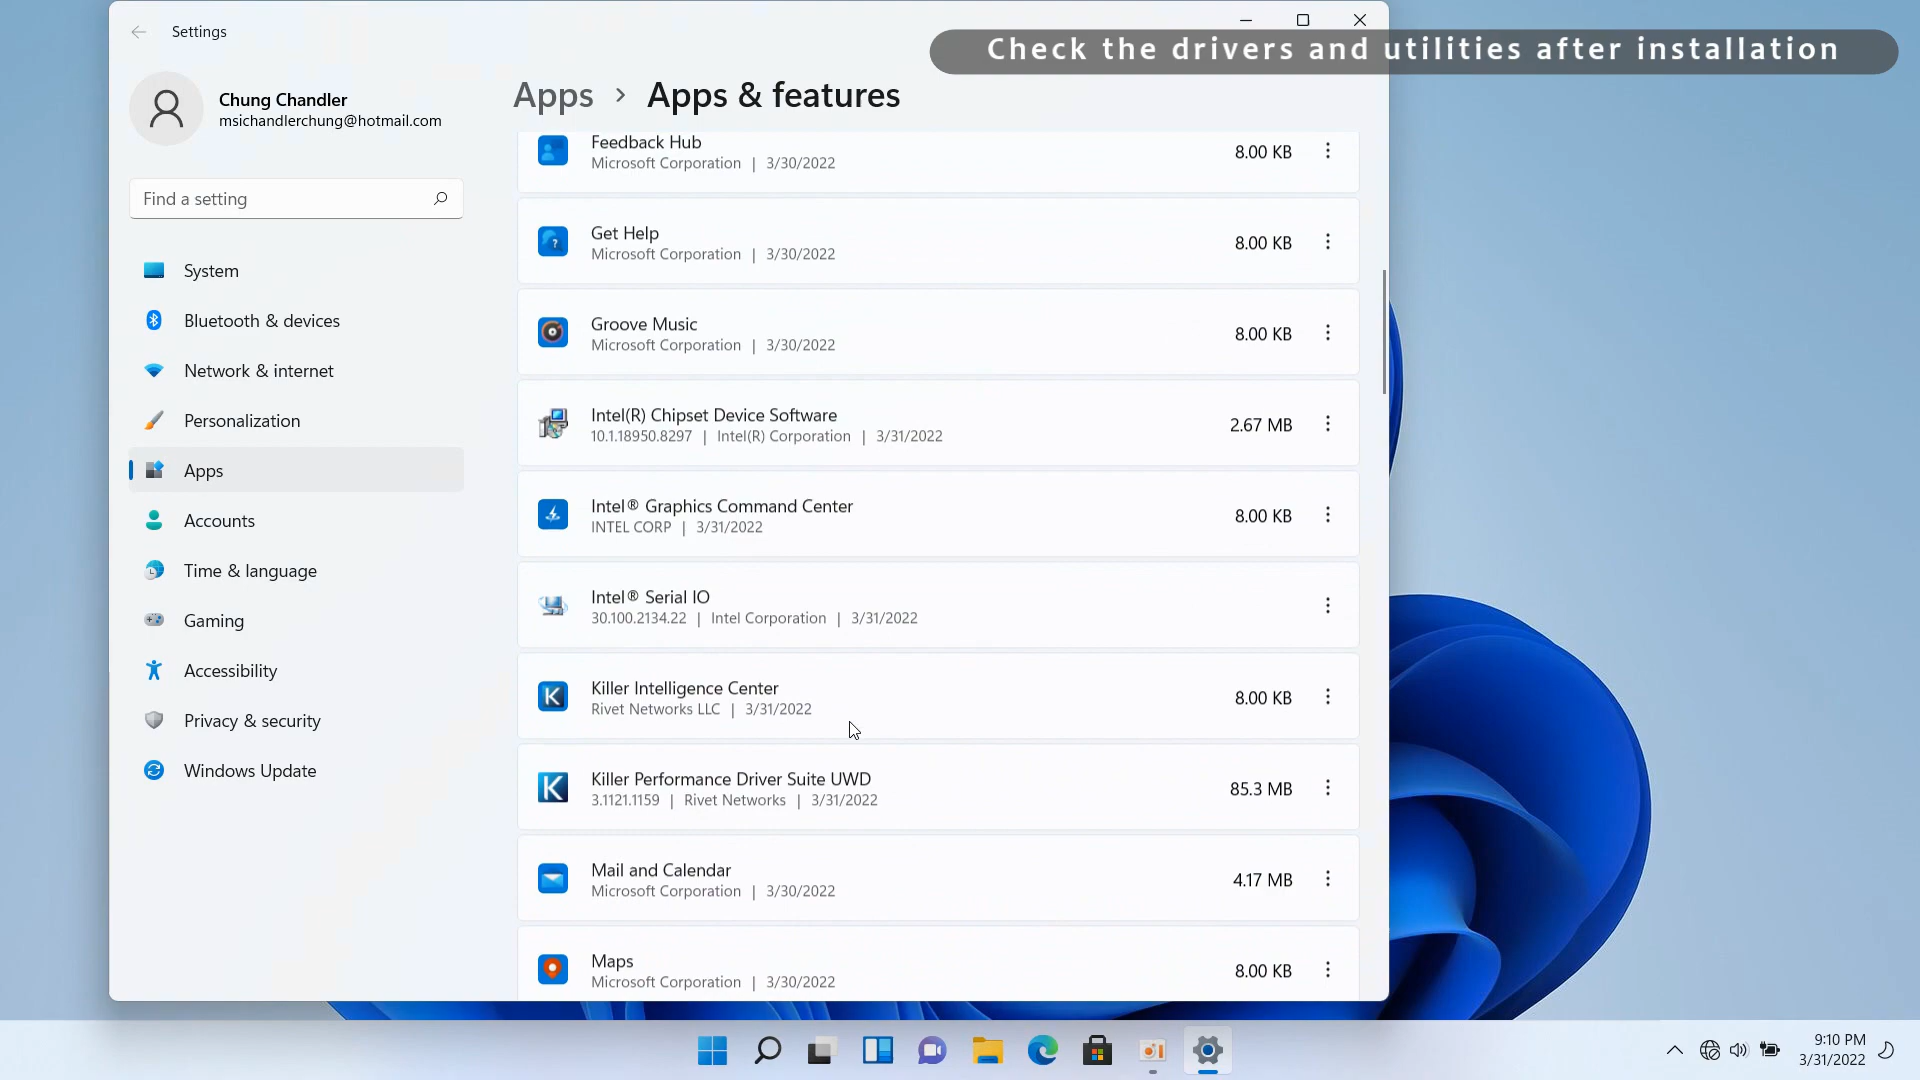 Settings
Check the drivers and utilities after installation
Chung Chandler
msichandlerchung@hotmail.com
Find a setting
System
Bluetooth & devices
Network & internet
Personalization
Apps
Accounts
Time & language
Gaming
Accessibility
Privacy & security
Windows Update
Apps > Apps & features
Feedback Hub
Microsoft Corporation | 3/30/2022
8.00 KB
Get Help
Microsoft Corporation | 3/30/2022
8.00 KB
Groove Music
Microsoft Corporation | 3/30/2022
8.00 KB
Intel(R) Chipset Device Software
10.1.18950.8297 | Intel(R) Corporation | 3/31/2022
2.67 MB
Intel® Graphics Command Center
INTEL CORP | 3/31/2022
8.00 KB
Intel® Serial IO
30.100.2134.22 | Intel Corporation | 3/31/2022
Killer Intelligence Center
Rivet Networks LLC | 3/31/2022
8.00 KB
Killer Performance Driver Suite UWD
3.1121.1159 | Rivet Networks | 3/31/2022
85.3 MB
Mail and Calendar
Microsoft Corporation | 3/30/2022
4.17 MB
Maps
Microsoft Corporation | 3/30/2022
8.00 KB
9:10 PM
3/31/2022